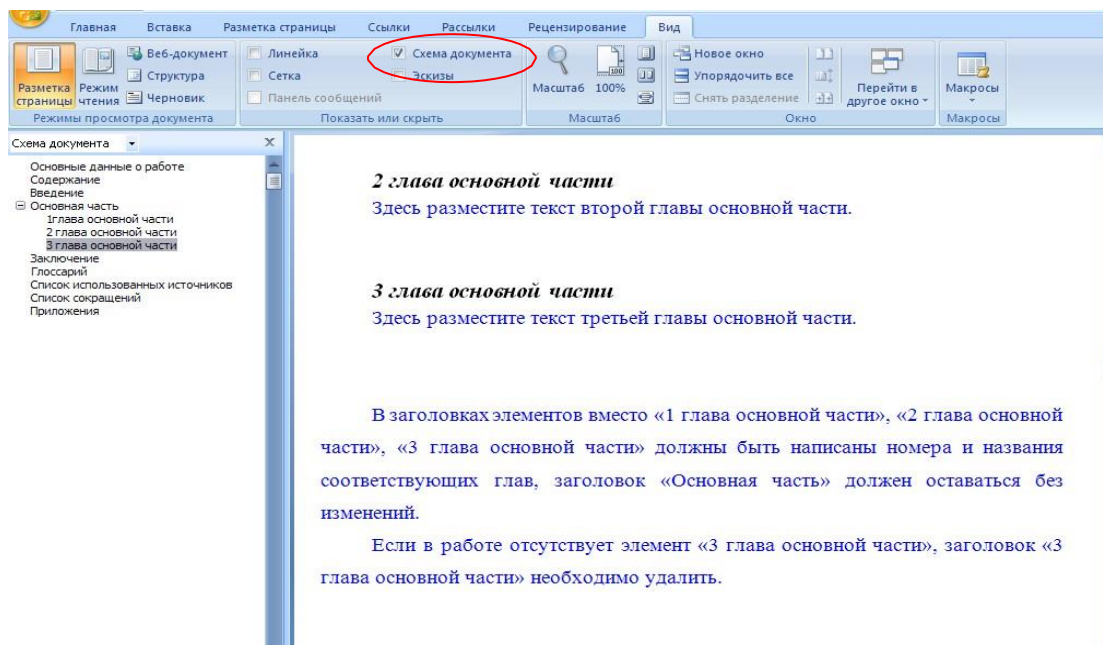 Главная Вставка Разметка страницы Ссылки Рассылки Рецензирование Вид
Разметка страницы
Режим чтения
Веб-документ
Структура
Черновик
Режимы просмотра документа
Линейка
Сетка
Панель сообщений
Схема документа
Эскизы
Показать или скрыть
Масштаб
100
100%
Масштаб
Новое окно
Упорядочить все
Снять разделение
Перейти в
другое окно
Окно
Макросы
Макросы
Схема документа
Основные данные о работе
Содержание
Введение
Основная часть
1глава основной части
2 глава основной части
3 глава основной части
Заключение
Глоссарий
Список использованных источников
Список сокращений
Приложения
2 глава основной части
Здесь разместите текст второй главы основной части.
3 глава основной части
Здесь разместите текст третьей главы основной части.
В заголовках элементов вместо «1 глава основной части», «2 глава основной
части», «3 глава основной части» должны быть написаны номера и названия
соответствующих глав, заголовок «Основная часть» должен оставаться без
изменений.
Если в работе отсутствует элемент «3 глава основной части», заголовок «3
глава основной части» необходимо удалить.